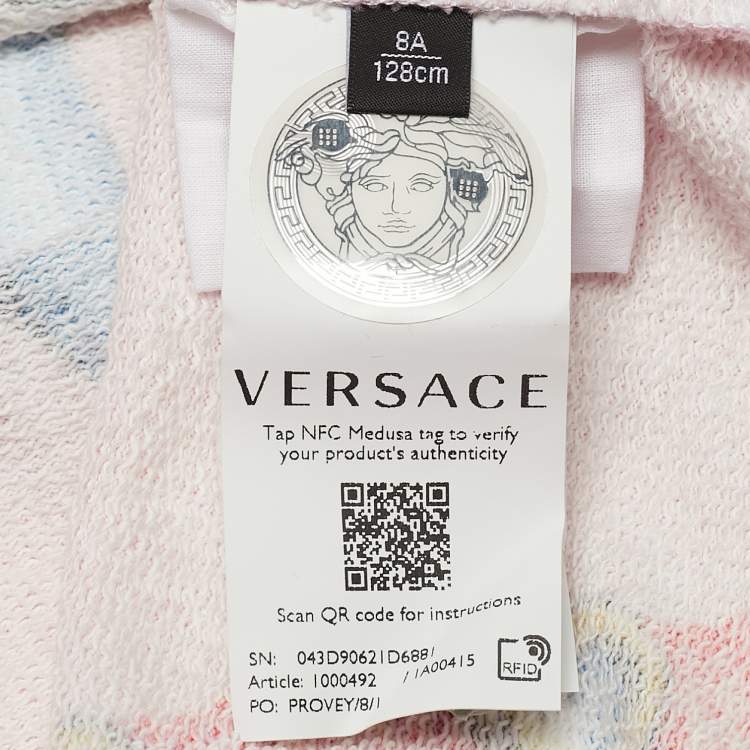 8A
128cm
VERSACE
Tap NFC Medusa tag to verify
your product's authenticity
Scan QR code for instructions
SN: 043D90621D6881
Article: 1000492 /1A00415
PO: PROVEY/8/1
RFID